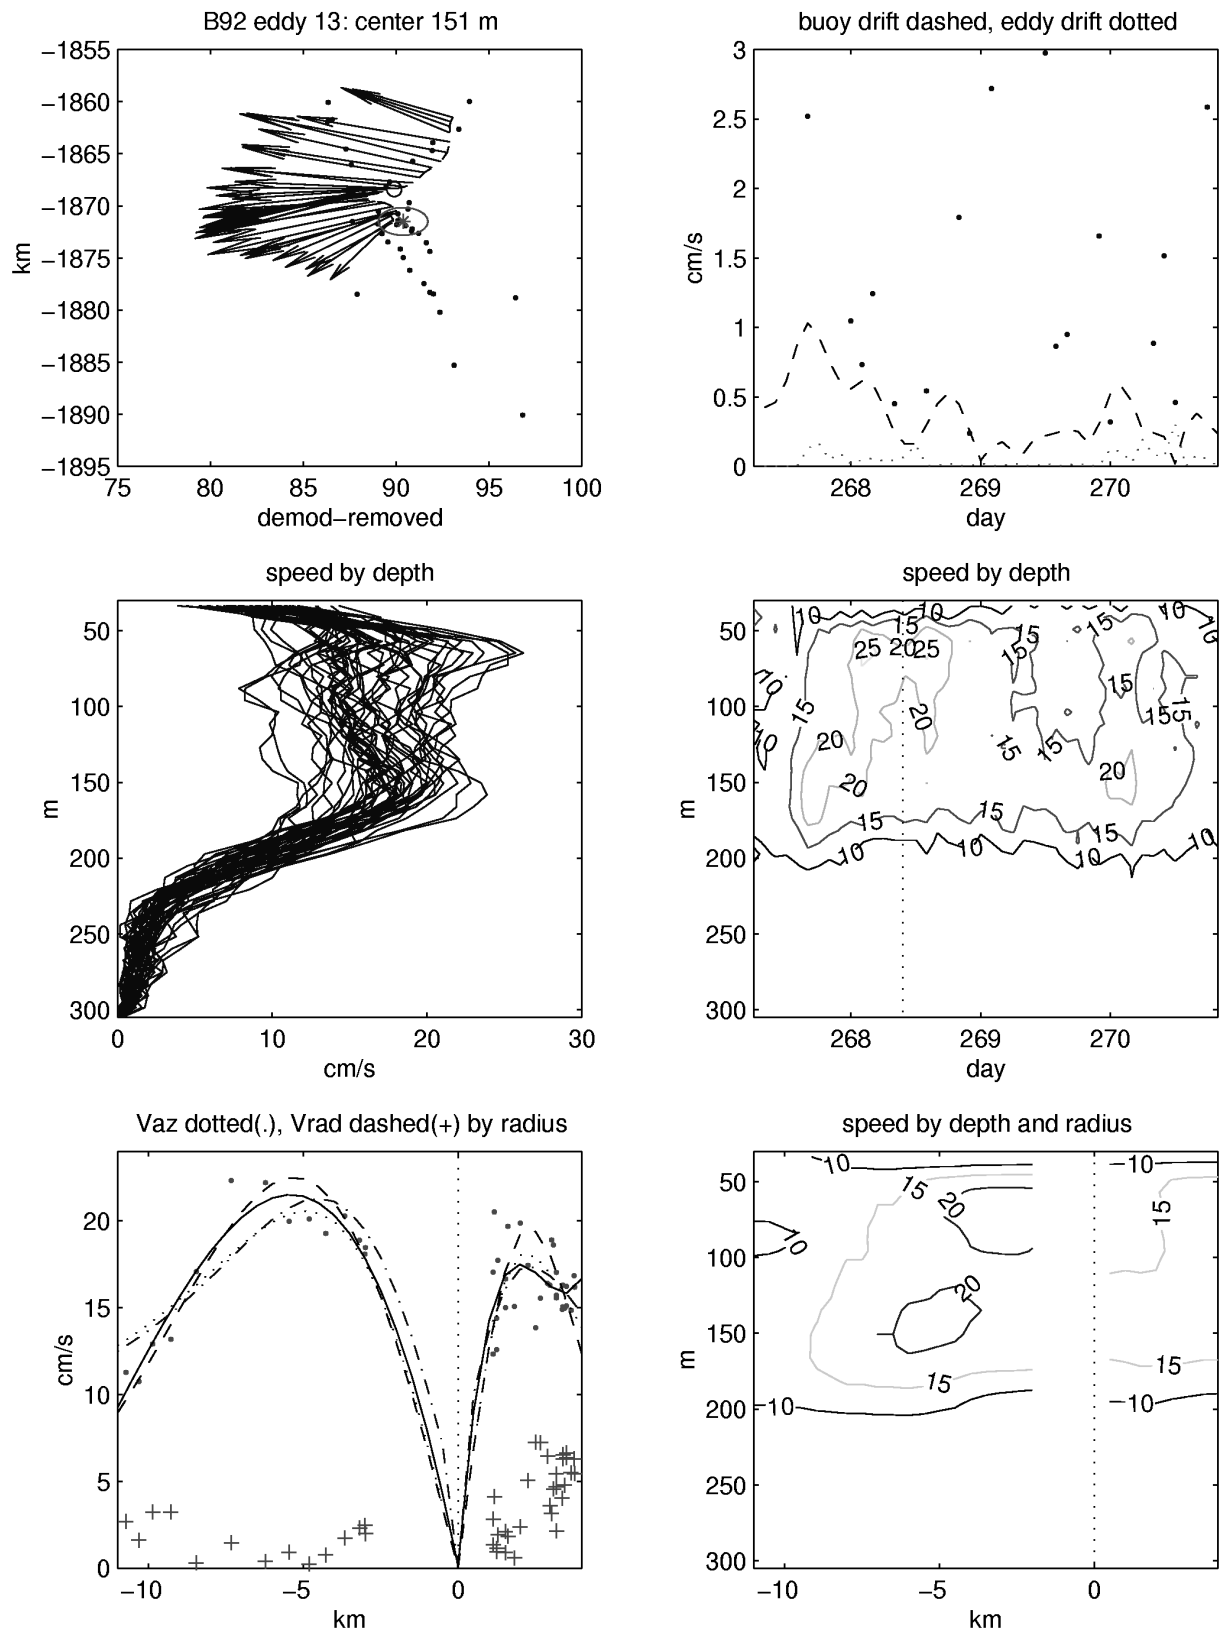 B92 eddy 13: center 151 m
−1855
−1860
−1865
−1870
−1875
−1880
−1885
−1890
−1895
km
75 80 85 90 95 100
demod−removed
buoy drift dashed, eddy drift dotted
3
2.5
2
1.5
1
0.5
0
cm/s
268 269 270
day
speed by depth
50
100
150
200
250
300
m
0 10 20 30
cm/s
speed by depth
50
100
150
200
250
300
m
10 10 10 10
15 15 15 15
25 20 25
10 15 15 15 15
20 20
10 15 15
20 20
15 15 15
10 10 10 10
268 269 270
day
Vaz dotted(.), Vrad dashed(+) by radius
20
15
10
5
0
cm/s
−10 −5 0
km
speed by depth and radius
50
100
150
200
250
300
m
−10 −10
15 20 15
10
20
15 15
−10 −10
−10 −5 0
km